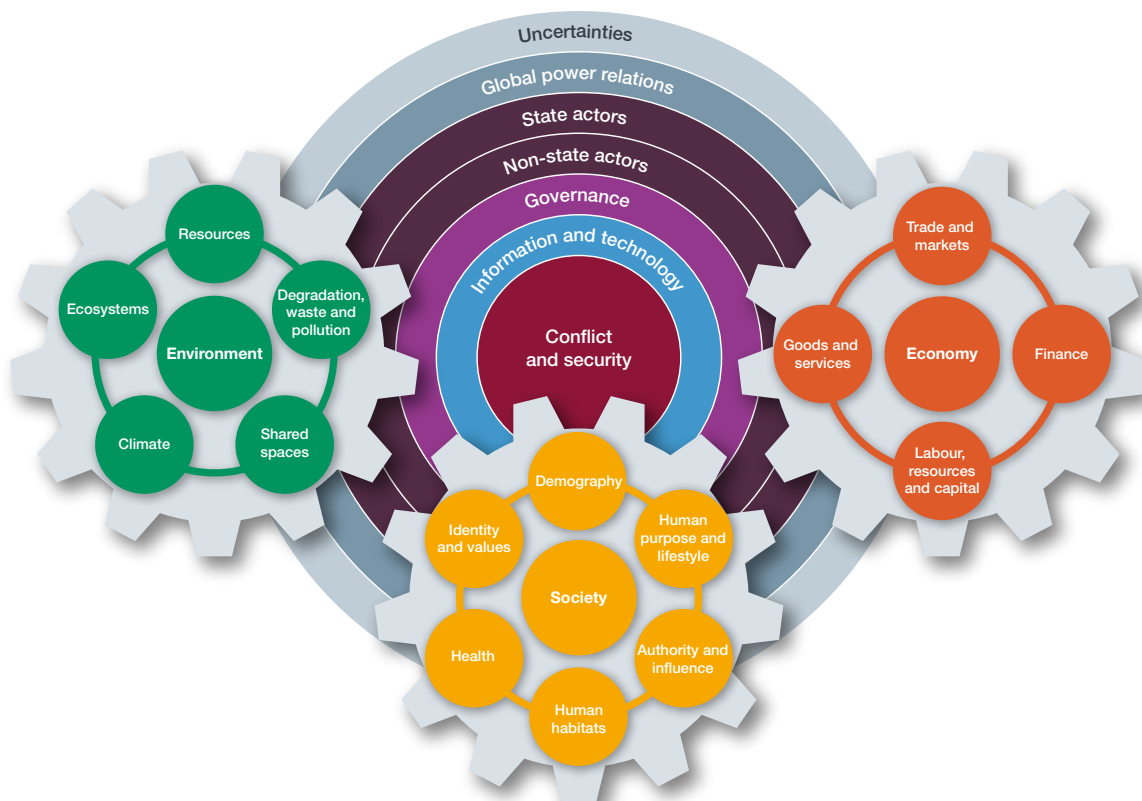 Uncertainties
Global power relations
State actors
Non-state actors
Governance
Information and technology
Conflict
and security
Resources
Ecosystems
Degradation,
waste and
pollution
Environment
Climate
Shared
spaces
Trade and
markets
Goods and
services
Economy
Finance
Labour,
resources
and capital
Demography
Identity
and values
Human
purpose and
lifestyle
Society
Health
Authority and
influence
Human
habitats